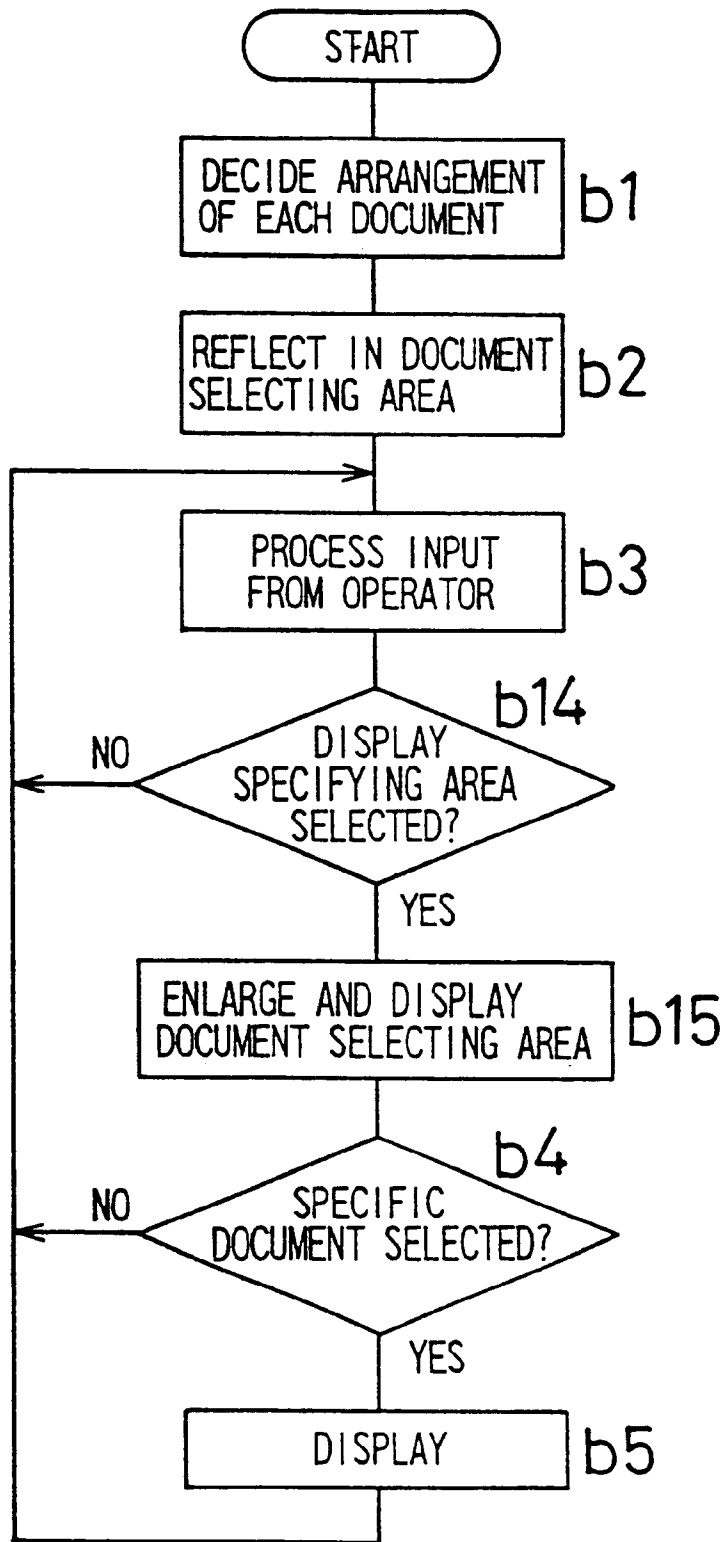 START
DECIDE ARRANGEMENT
OF EACH DOCUMENT
b1
REFLECT IN DOCUMENT
SELECTING AREA
b2
PROCESS INPUT
FROM OPERATOR
b3
b14
NO
DISPLAY
SPECIFYING AREA
SELECTED?
YES
ENLARGE AND DISPLAY
DOCUMENT SELECTING AREA
b15
b4
NO
SPECIFIC
DOCUMENT SELECTED?
YES
DISPLAY
b5